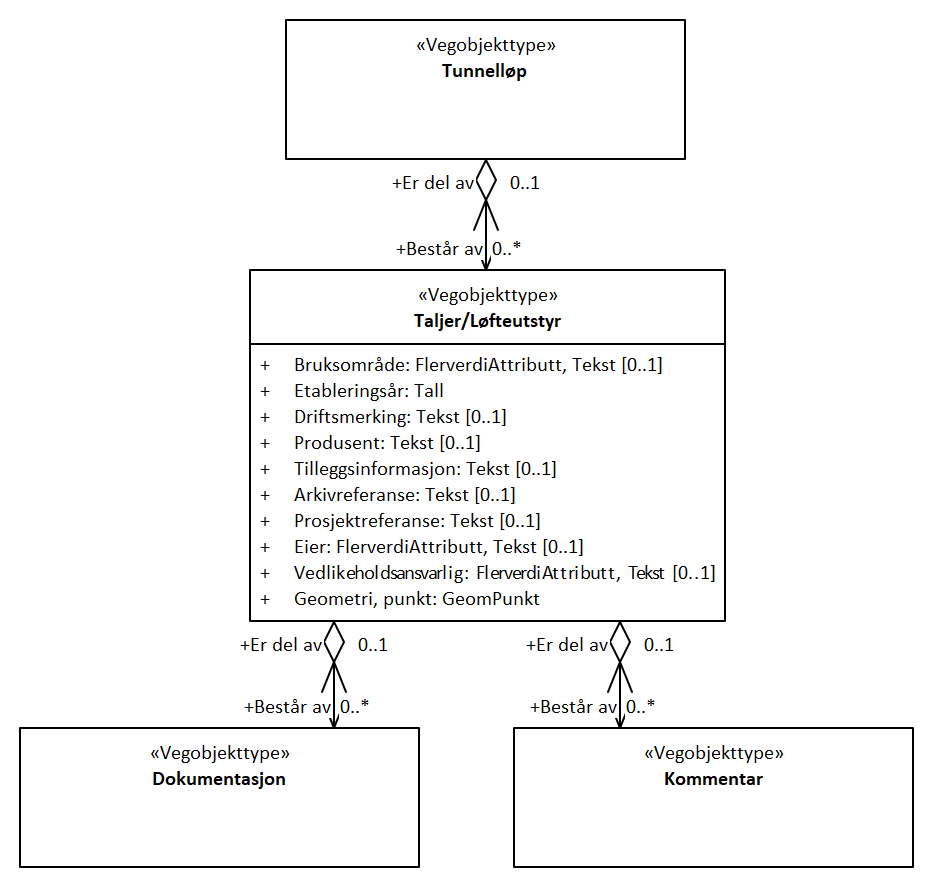 «Vegobjekttype»
Tunnelløp
+Er del av 0..1
+Består av 0..*
«Vegobjekttype»
Taljer/Løfteutstyr
+ Bruksområde: FlerverdiAttributt, Tekst [0..1]
+ Etableringsår: Tall
+ Driftsmerking: Tekst [0..1]
+ Produsent: Tekst [0..1]
+ Tilleggsinformasjon: Tekst [0..1]
+ Arkivreferanse: Tekst [0..1]
+ Prosjektreferanse: Tekst [0..1]
+ Eier: FlerverdiAttributt, Tekst [0..1]
+ Vedlikeholdsansvarlig: FlerverdiAttributt, Tekst [0..1]
+ Geometri, punkt: GeomPunkt
+Er del av 0..1 +Er del av 0..1
+Består av 0..* +Består av 0..*
«Vegobjekttype» «Vegobjekttype»
Dokumentasjon Kommentar